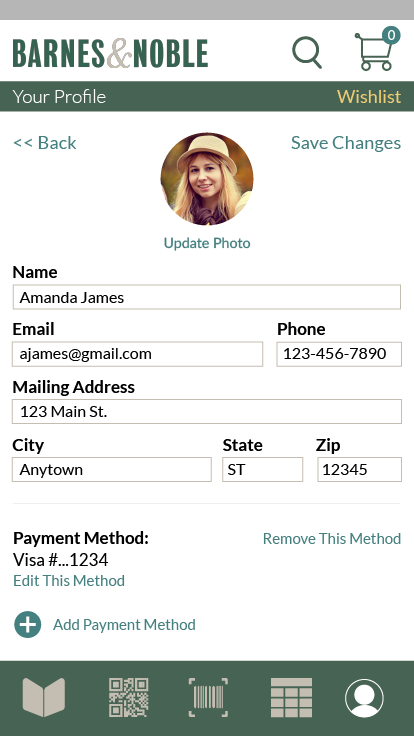 BARNES&NOBLE
0
Your Profile Wishlist
<< Back Save Changes
Update Photo
Name
Amanda James
Email Phone
ajames@gmail.com 123-456-7890
Mailing Address
123 Main St.
City State Zip
Anytown ST 12345
Payment Method: Remove This Method
Visa #...1234
Edit This Method
Add Payment Method